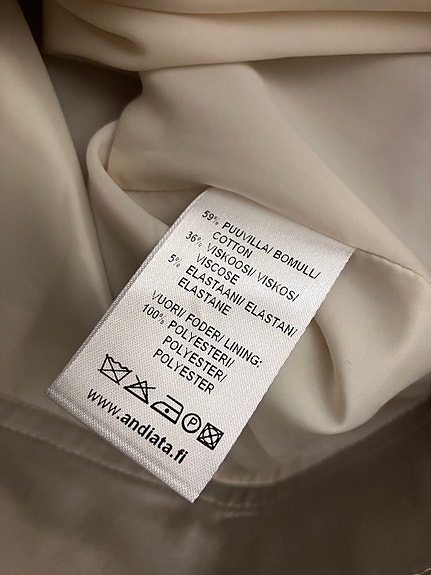 59% PUUVILLA/ BOMULL/
COTTON
36% VISKOOSI/ VISKOS/
VISCOSE
5% ELASTAANI/ ELASTAN/
ELASTANE
VUORI/ FODER/ LINING:
100% POLYESTERI/
POLYESTER/
POLYESTER
P
www.andiata.fi